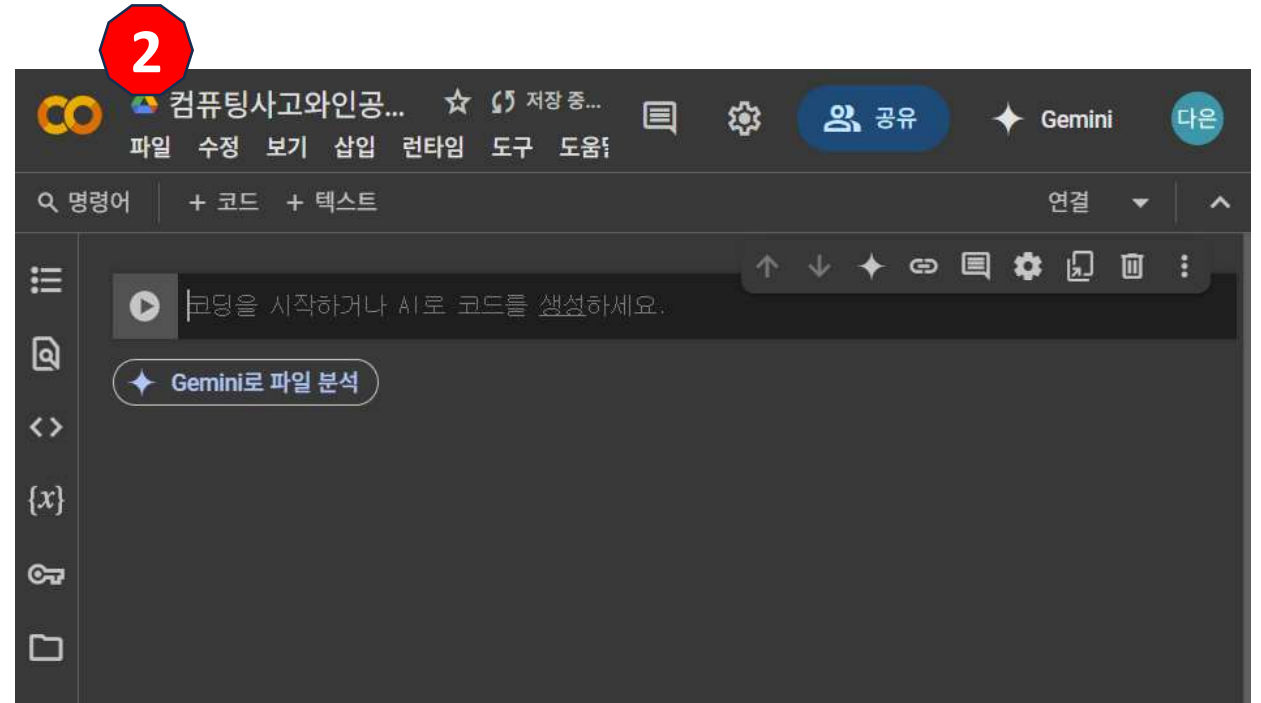 2
컴퓨팅사고와인공... 저장 중...
공유 Gemini 다은
파일 수정 보기 삽입 런타임 도구 도움말
명령어 + 코드 + 텍스트 연결
코딩을 시작하거나 AI로 코드를 생성하세요.
Gemini로 파일 분석
{x}